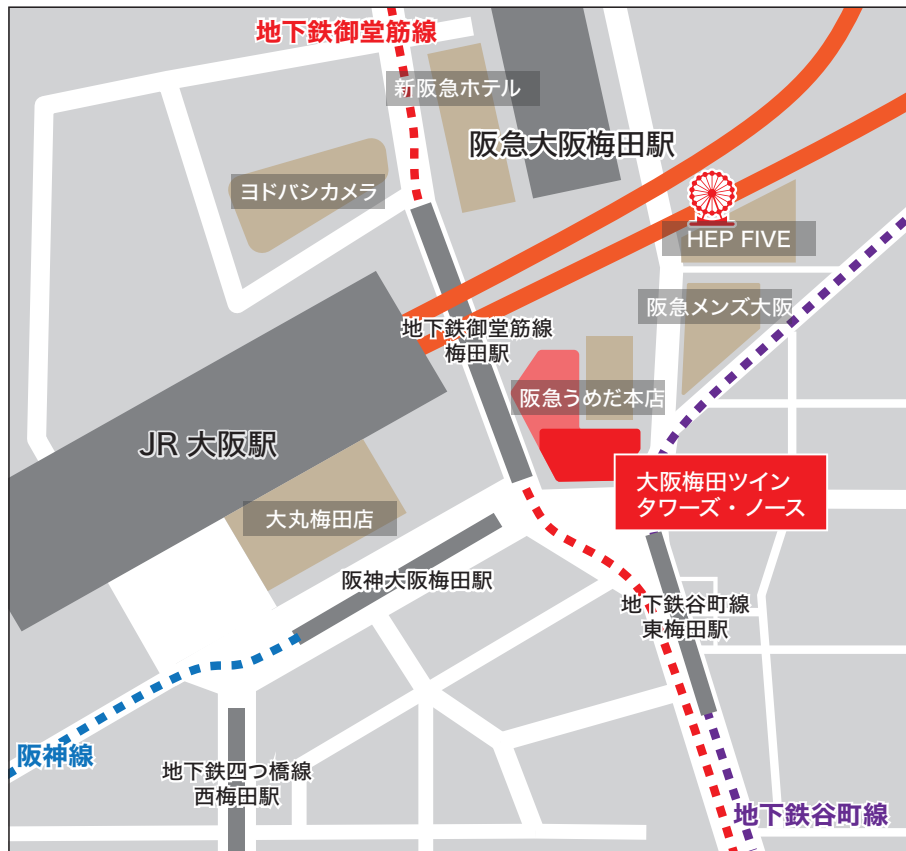 地下鉄御堂筋線
新阪急ホテル
阪急大阪梅田駅
ヨドバシカメラ
HEP FIVE
阪急メンズ大阪
地下鉄御堂筋線
梅田駅
阪急うめだ本店
JR 大阪駅
大阪梅田ツイン
タワーズ・ノース
大丸梅田店
阪神大阪梅田駅
地下鉄谷町線
東梅田駅
阪神線
地下鉄四つ橋線
西梅田駅
地下鉄谷町線